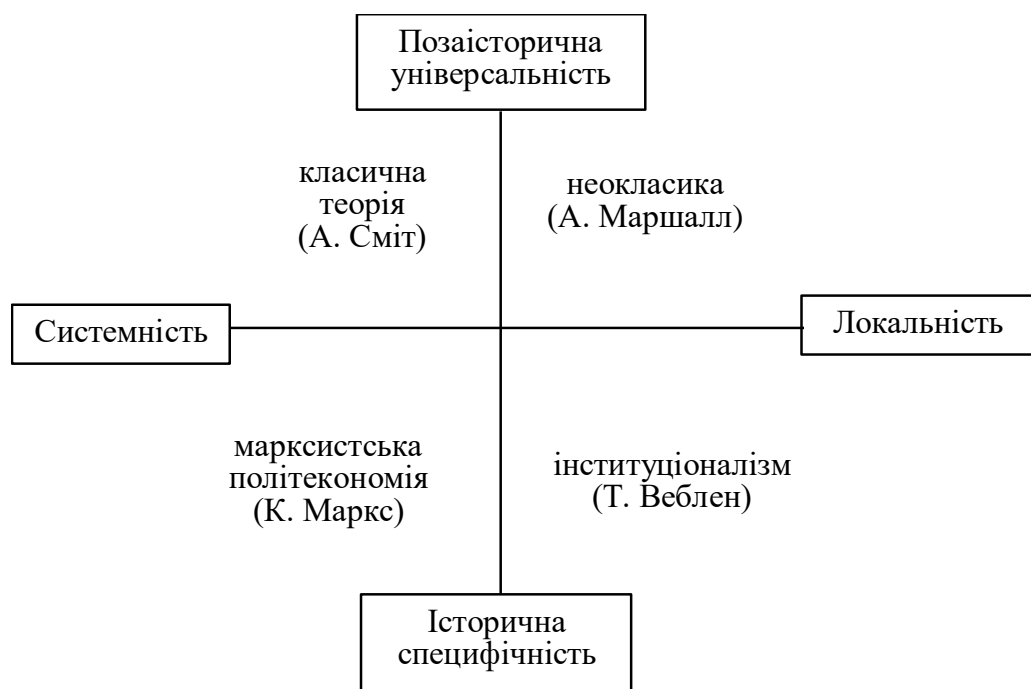 Позаісторична
універсальність
класична
теорія
(А. Сміт)
неокласика
(А. Маршалл)
Системність
Локальність
марксистська
політекономія
(К. Маркс)
інституціоналізм
(Т. Веблен)
Історична
специфічність